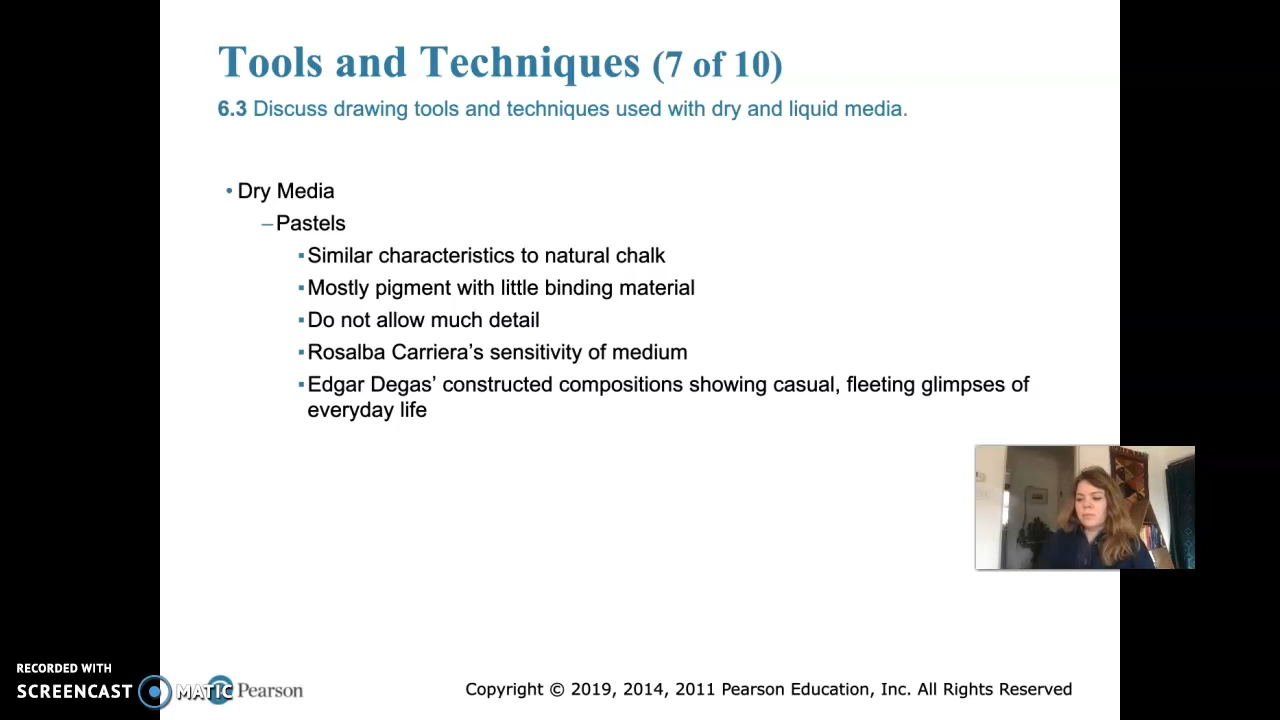 Tools and Techniques (7 of 10)
6.3 Discuss drawing tools and techniques used with dry and liquid media.
• Dry Media
–Pastels
▪Similar characteristics to natural chalk
▪Mostly pigment with little binding material
▪Do not allow much detail
▪Rosalba Carriera’s sensitivity of medium
▪Edgar Degas’ constructed compositions showing casual, fleeting glimpses of
everyday life
RECORDED WITH
SCREENCAST MATIC
Pearson
Copyright © 2019, 2014, 2011 Pearson Education, Inc. All Rights Reserved